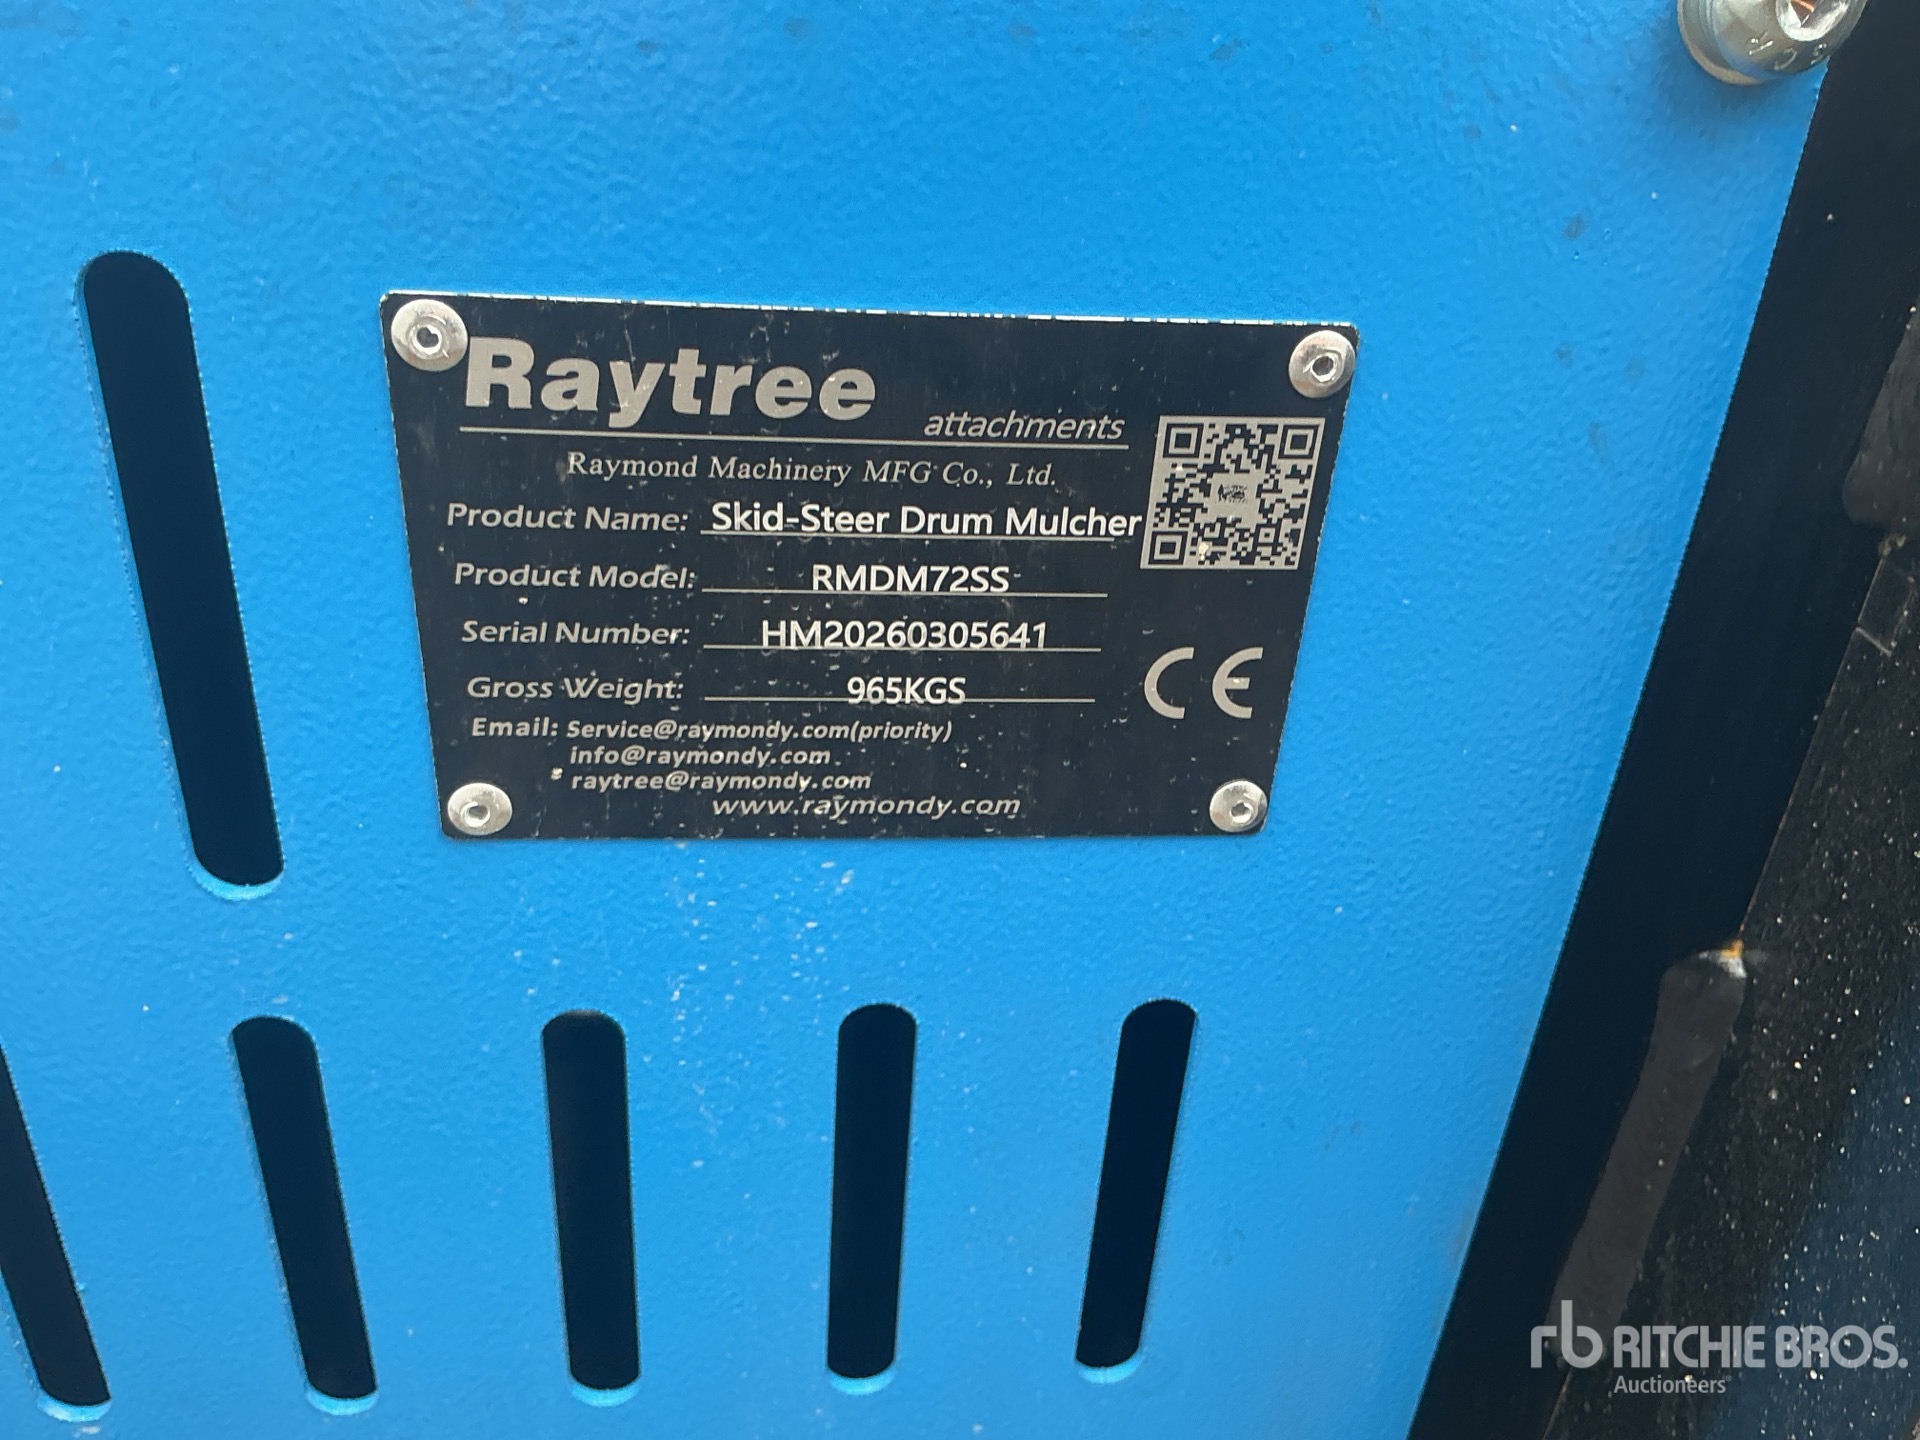 Raytree
attachments
Raymond Machinery MFG Co., Ltd.
Product Name: Skid-Steer Drum Mulcher
Product Model: RMDM72SS
Serial Number: HM20260305641
Gross Weight: 965KGS
CE
Email: Service@raymondy.com(priority)
info@raymondy.com
raytree@raymondy.com
www.raymondy.com
rb RITCHIE BROS.
Auctioneers